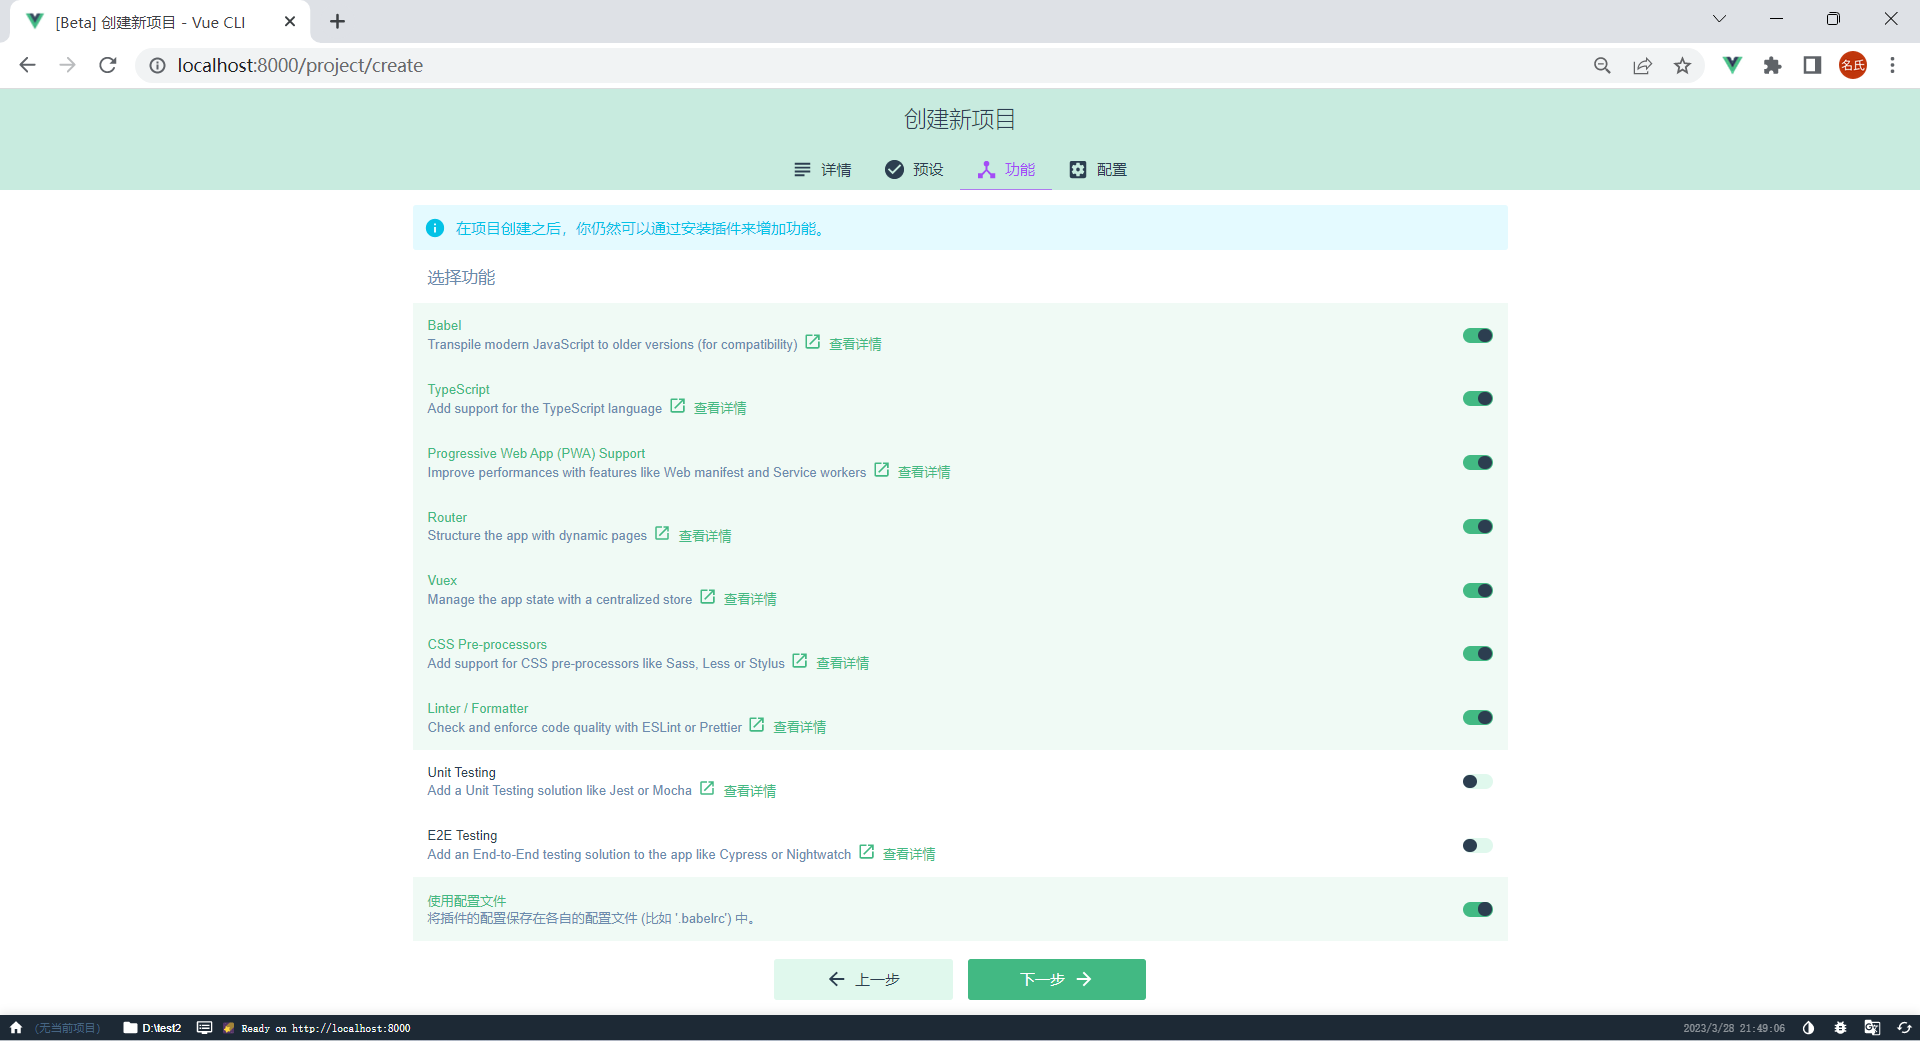 [Beta] 创建新项目 - Vue CLI
localhost:8000/project/create
名氏
创建新项目
详情 预设 功能 配置
在项目创建之后，你仍然可以通过安装插件来增加功能。
选择功能
Babel
Transpile modern JavaScript to older versions (for compatibility) 查看详情
TypeScript
Add support for the TypeScript language 查看详情
Progressive Web App (PWA) Support
Improve performances with features like Web manifest and Service workers 查看详情
Router
Structure the app with dynamic pages 查看详情
Vuex
Manage the app state with a centralized store 查看详情
CSS Pre-processors
Add support for CSS pre-processors like Sass, Less or Stylus 查看详情
Linter / Formatter
Check and enforce code quality with ESLint or Prettier 查看详情
Unit Testing
Add a Unit Testing solution like Jest or Mocha 查看详情
E2E Testing
Add an End-to-End testing solution to the app like Cypress or Nightwatch 查看详情
使用配置文件
将插件的配置保存在各自的配置文件 (比如 '.babelrc') 中。
上一步 下一步
(无当前项目) D:\test2 Ready on http://localhost:8000 2023/3/28 21:49:06